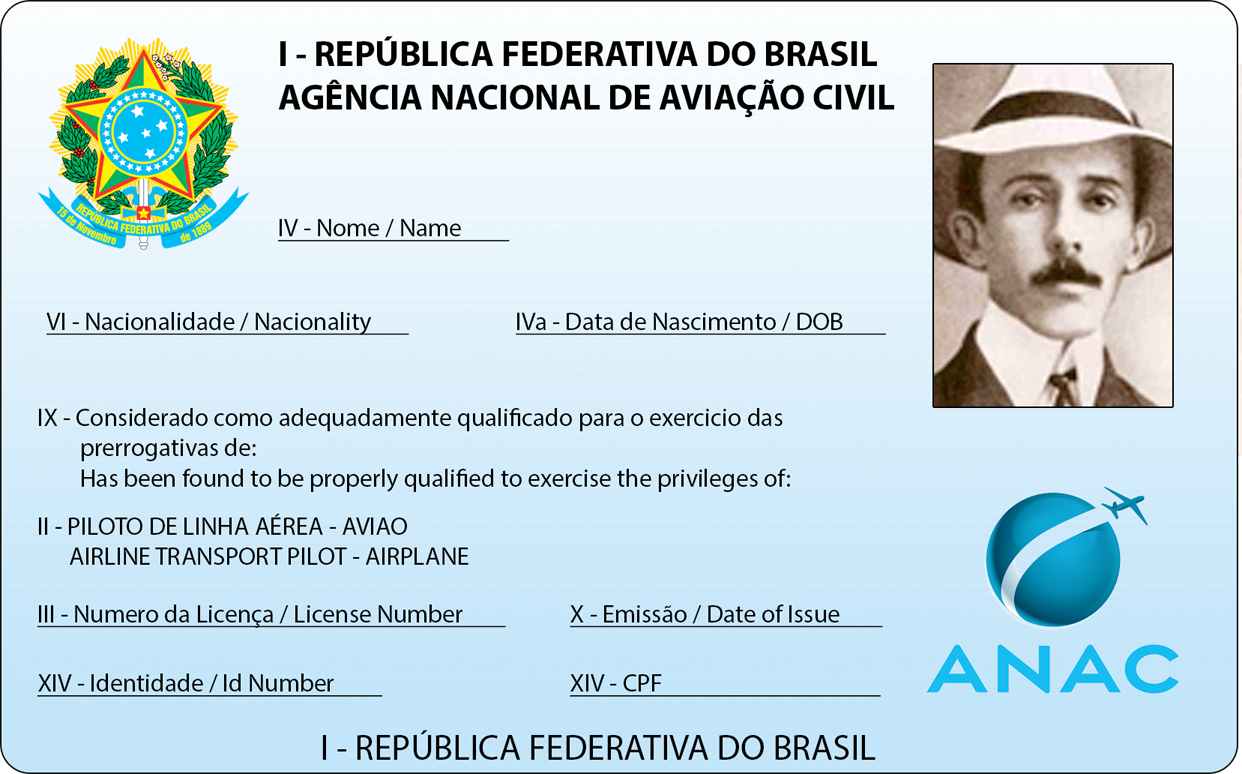 I - REPÚBLICA FEDERATIVA DO BRASIL
AGÊNCIA NACIONAL DE AVIAÇÃO CIVIL
REPÚBLICA FEDERATIVA DO BRASIL
15 de Novembro de 1889
IV - Nome / Name
VI - Nacionalidade / Nacionality
IVa - Data de Nascimento / DOB
IX - Considerado como adequadamente qualificado para o exercicio das
prerrogativas de:
Has been found to be properly qualified to exercise the privileges of:
II - PILOTO DE LINHA AÉREA - AVIAO
AIRLINE TRANSPORT PILOT - AIRPLANE
III - Numero da Licença / License Number
X - Emissão / Date of Issue
XIV - Identidade / Id Number
XIV - CPF
ANAC
I - REPÚBLICA FEDERATIVA DO BRASIL